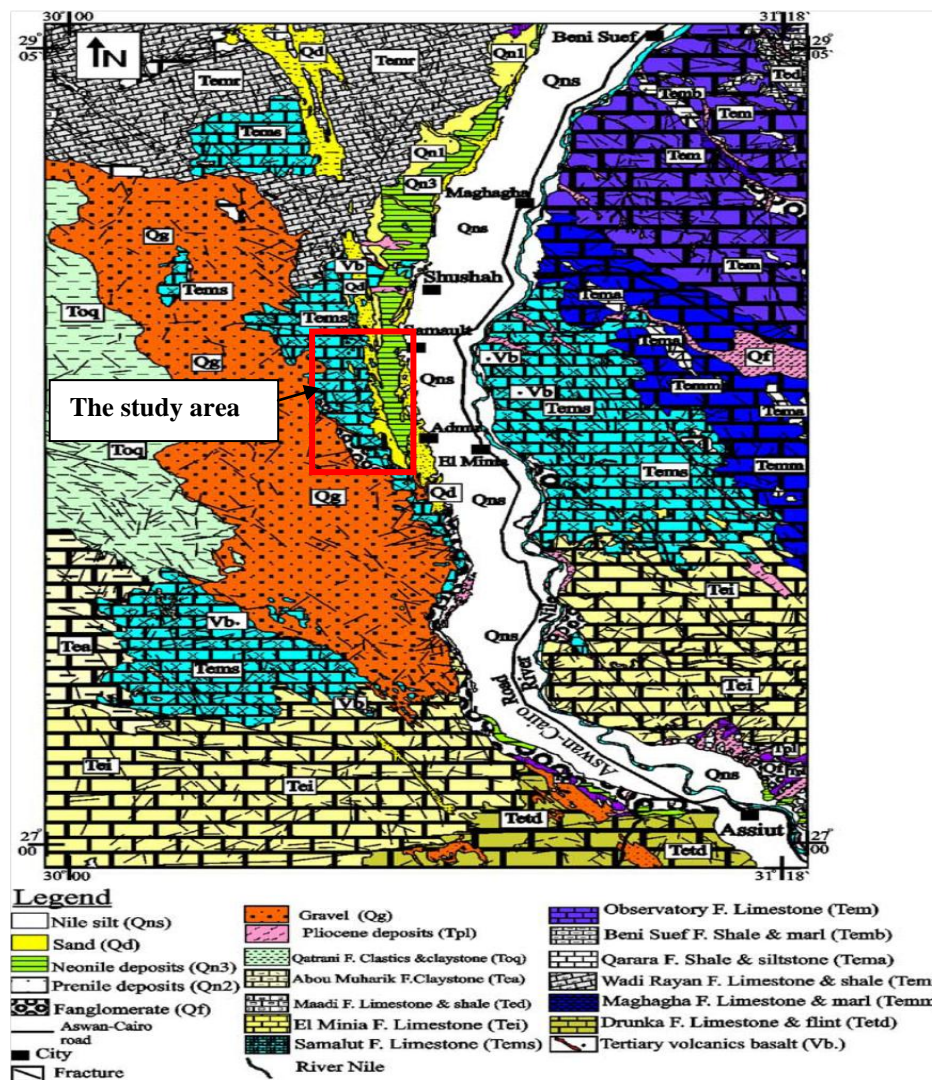 30° 00
31° 18
29 05
29° 05
N
Beni Suef
Qd
Qn1
Qns
Ted
Temr
Temr
Temb
Tem
Tem
Tems
Qn1
Qn3
Maghagha
Qns
Qg
Vb
Tem
Tems
Qd
Shushah
Toq
Tems
Tema
Samault
Tema
Qf
Qg
Vb
Qns
Vb
Temm
The study area
Tems
Tema
Adma
Toq
El Minia
Tems
Temm
Qg
Qd
Qns
Tei
Vb
Qns
Nile
Tea
River
Tems
Tei
Road
Vb
Aswan-Cairo
Tpl
Tei
Qns
Qf
Tei
Tetd
Assiut
27° 00
Tetd
27 00
30° 00
31° 18
Legend
Nile silt (Qns)
Sand (Qd)
Neonile deposits (Qn3)
Prenile deposits (Qn2)
Fanglomerate (Qf)
Aswan-Cairo
road
City
Fracture
Gravel (Qg)
Pliocene deposits (Tpl)
Qatrani F. Clastics &claystone (Toq)
Abou Muharik F.Claystone (Tea)
Maadi F. Limestone & shale (Ted)
El Minia F. Limestone (Tei)
Samalut F. Limestone (Tems)
River Nile
Observatory F. Limestone (Tem)
Beni Suef F. Shale & marl (Temb)
Qarara F. Shale & siltstone (Tema)
Wadi Rayan F. Limestone & shale (Tem
Maghagha F. Limestone & marl (Temm
Drunka F. Limestone & flint (Tetd)
Tertiary volcanics basalt (Vb.)